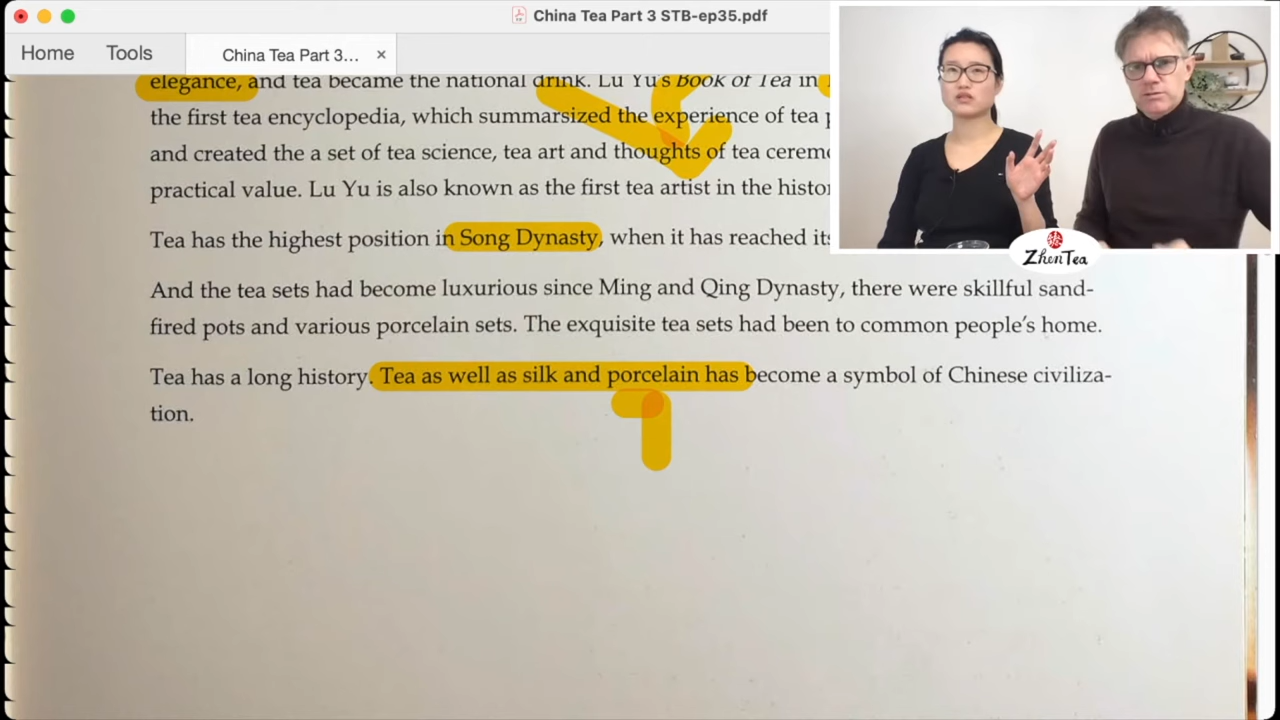 China Tea Part 3 STB-ep35.pdf
Home
Tools
China Tea Part 3…
×
elegance, and tea became the national drink. Lu Yu's Book of Tea in
the first tea encyclopedia, which summarsized the experience of tea
and created the a set of tea science, tea art and thoughts of tea
practical value. Lu Yu is also known as the first tea artist in the
Tea has the highest position in Song Dynasty, when it has reached
And the tea sets had become luxurious since Ming and Qing Dynasty, there were skillful sand-
fired pots and various porcelain sets. The exquisite tea sets had been to common people's home.
Tea has a long history. Tea as well as silk and porcelain has become a symbol of Chinese civiliza-
tion.
ZhenTea